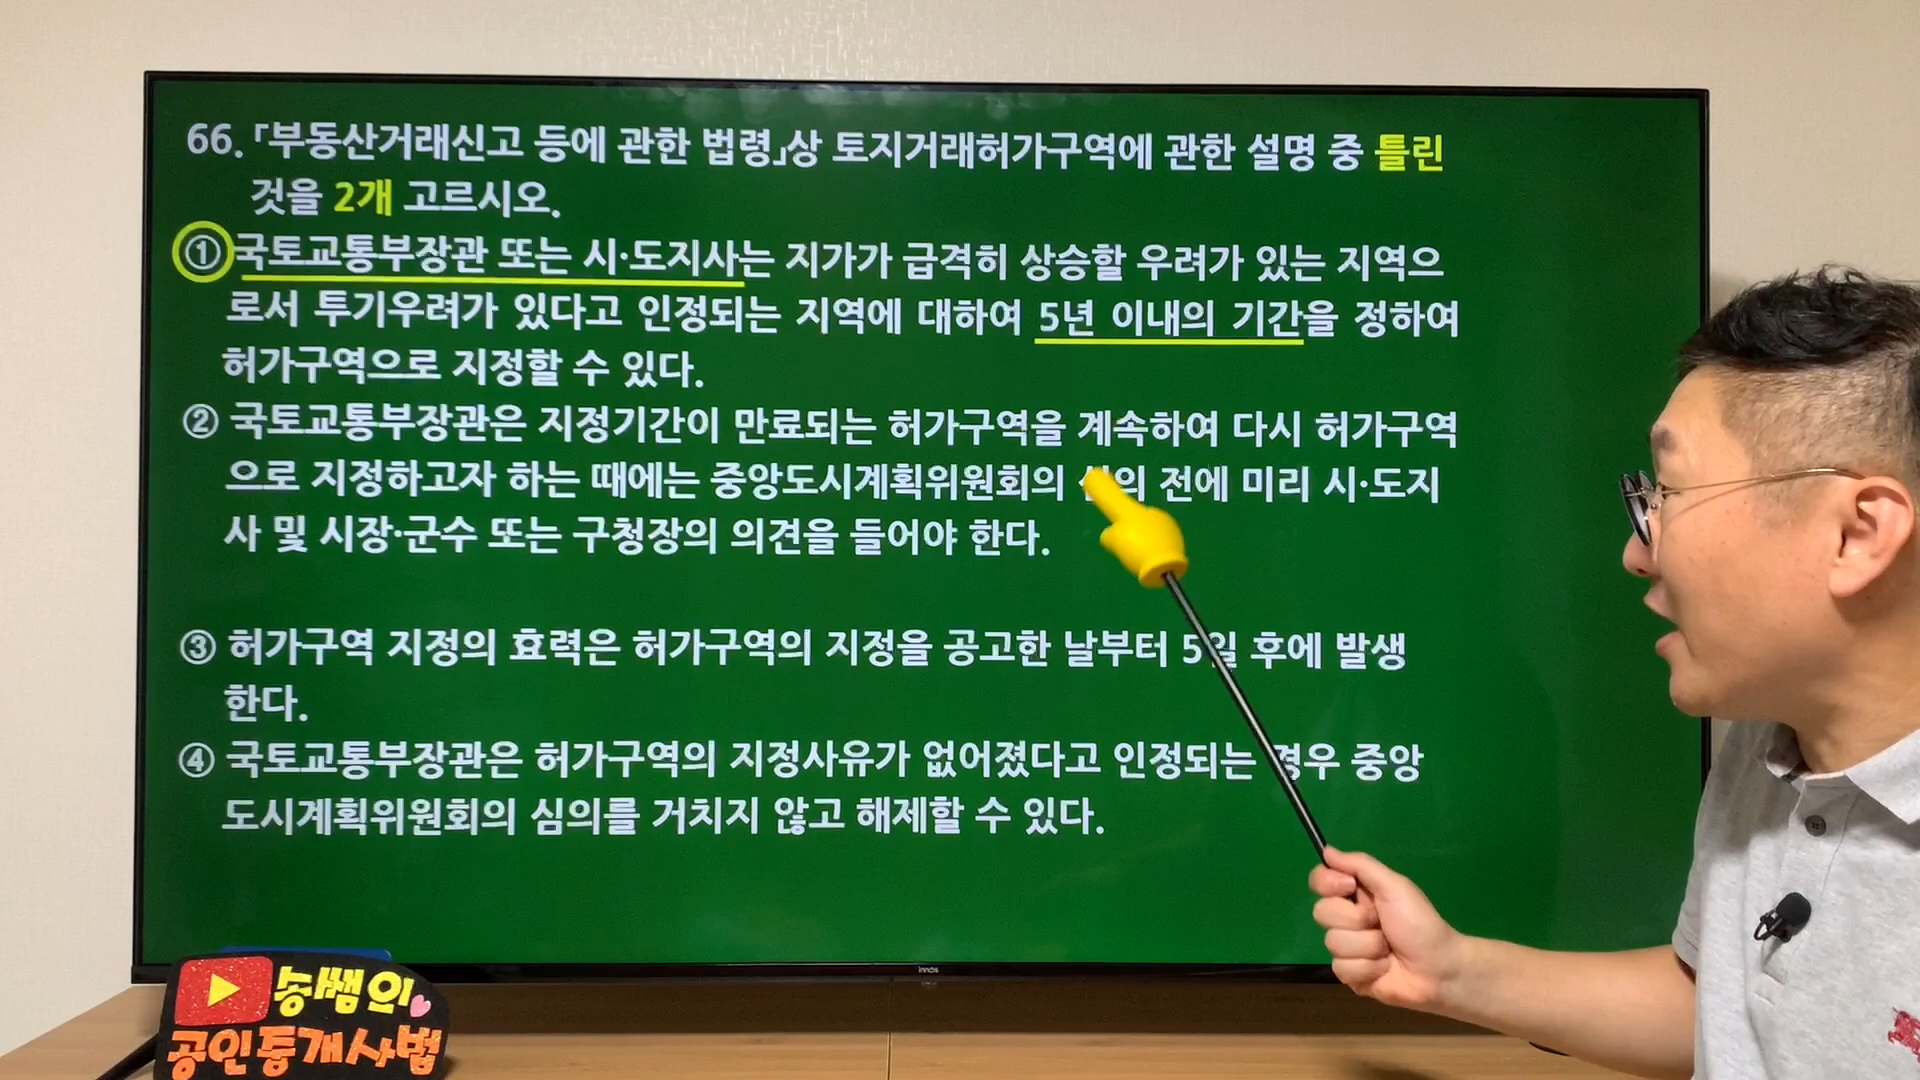 66. 「부동산거래신고 등에 관한 법령」상 토지거래허가구역에 관한 설명 중 틀린
것을 2개 고르시오.
① 국토교통부장관 또는 시·도지사는 지가가 급격히 상승할 우려가 있는 지역으
로서 투기우려가 있다고 인정되는 지역에 대하여 5년 이내의 기간을 정하여
허가구역으로 지정할 수 있다.
② 국토교통부장관은 지정기간이 만료되는 허가구역을 계속하여 다시 허가구역
으로 지정하고자 하는 때에는 중앙도시계획위원회의 심의 전에 미리 시·도지
사 및 시장·군수 또는 구청장의 의견을 들어야 한다.
③ 허가구역 지정의 효력은 허가구역의 지정을 공고한 날부터 5일 후에 발생
한다.
④ 국토교통부장관은 허가구역의 지정사유가 없어졌다고 인정되는 경우 중앙
도시계획위원회의 심의를 거치지 않고 해제할 수 있다.
innos
송쌤의
공인중개사법